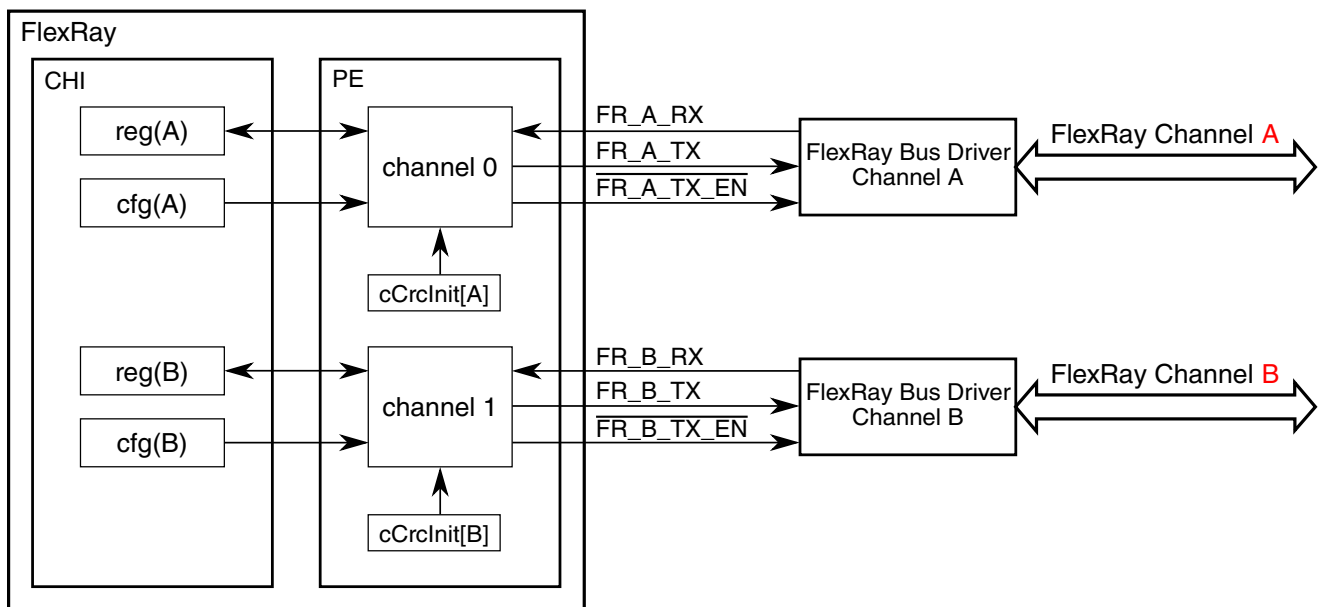 FlexRay
CHI
PE
reg(A)
cfg(A)
channel 0
cCrcInit[A]
FR_A_RX
FR_A_TX
FR_A_TX_EN
FlexRay Bus Driver
Channel A
FlexRay Channel A
reg(B)
cfg(B)
channel 1
cCrcInit[B]
FR_B_RX
FR_B_TX
FR_B_TX_EN
FlexRay Bus Driver
Channel B
FlexRay Channel B